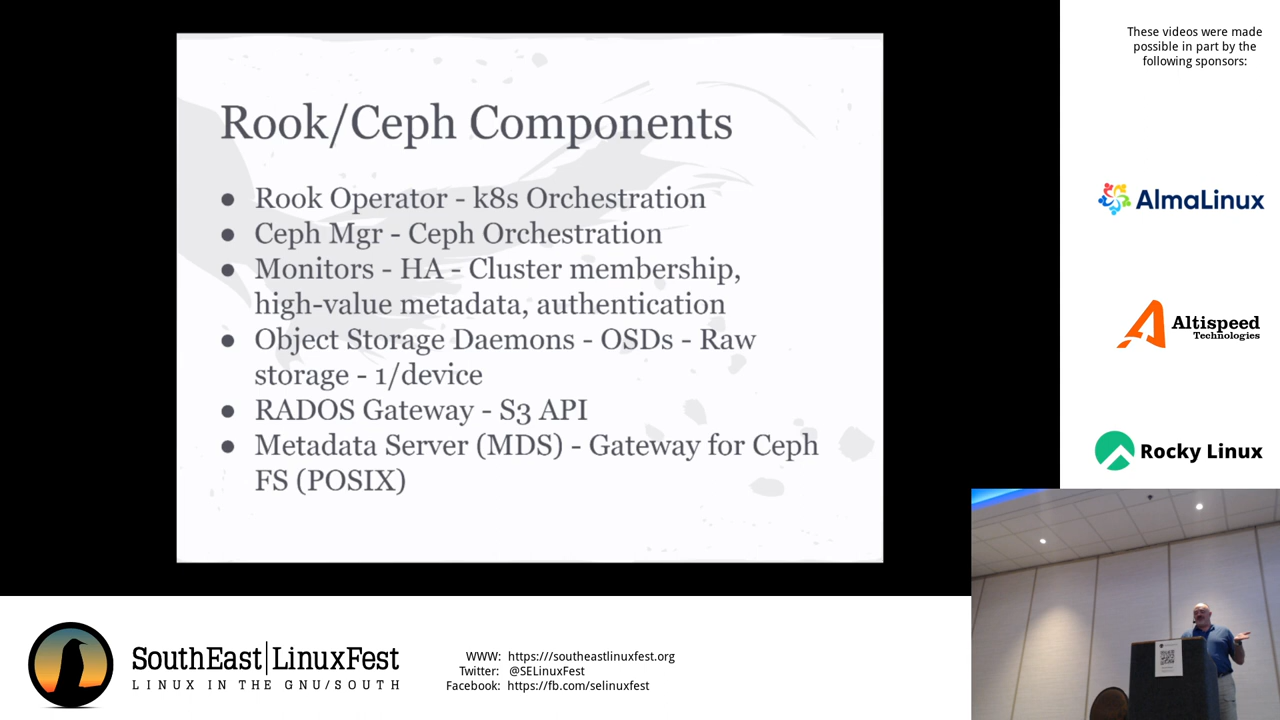 Rook/Ceph Components
● Rook Operator - k8s Orchestration
● Ceph Mgr - Ceph Orchestration
● Monitors - HA - Cluster membership,
high-value metadata, authentication
● Object Storage Daemons - OSDs - Raw
storage - 1/device
● RADOS Gateway - S3 API
● Metadata Server (MDS) - Gateway for Ceph
FS (POSIX)
These videos were made
possible in part by the
following sponsors:
AlmaLinux
Altispeed
Technologies
Rocky Linux
SouthEast|LinuxFest
LINUX IN THE GNU/SOUTH
WWW: https:///southeastlinuxfest.org
Twitter: @SELinuxFest
Facebook: https://fb.com/selinuxfest